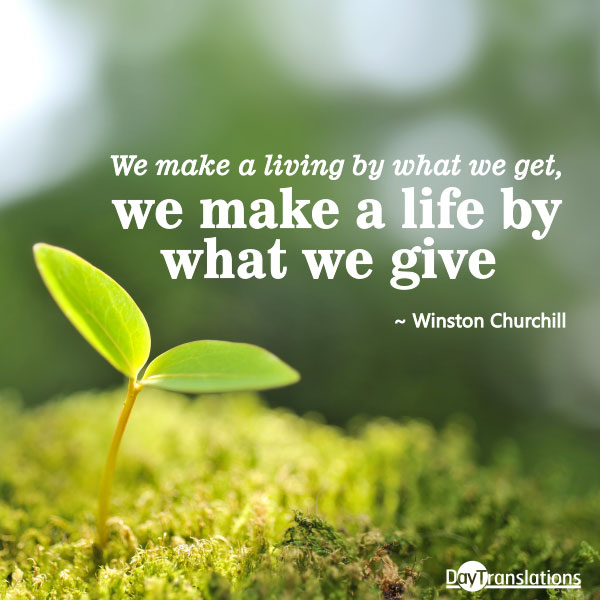 We make a living by what we get,
we make a life by
what we give
~ Winston Churchill
DayTranslations